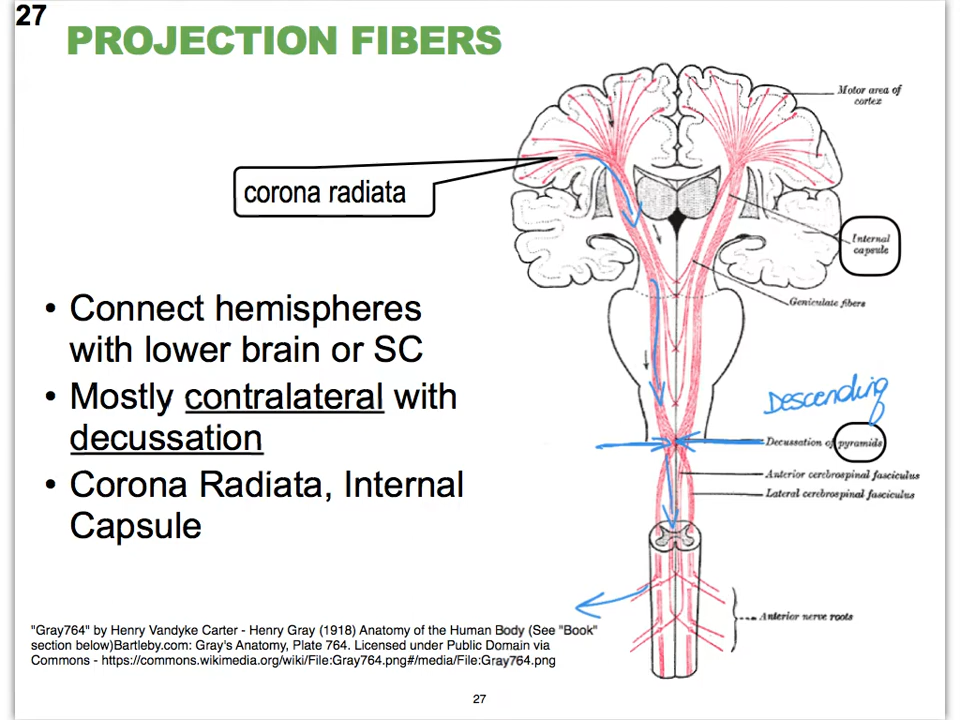 27
PROJECTION FIBERS
Motor area of
cortex
corona radiata
Internal
capsule
Geniculate fibers
• Connect hemispheres
with lower brain or SC
• Mostly contralateral with
decussation
• Corona Radiata, Internal
Capsule
Descending
Decussation of pyramids
Anterior cerebrospinal fasciculus
Lateral cerebrospinal fasciculus
Anterior nerve roots
"Gray764" by Henry Vandyke Carter - Henry Gray (1918) Anatomy of the Human Body (See "Book"
section below)Bartleby.com: Gray's Anatomy, Plate 764. Licensed under Public Domain via
Commons - https://commons.wikimedia.org/wiki/File:Gray764.png#/media/File:Gray764.png
27